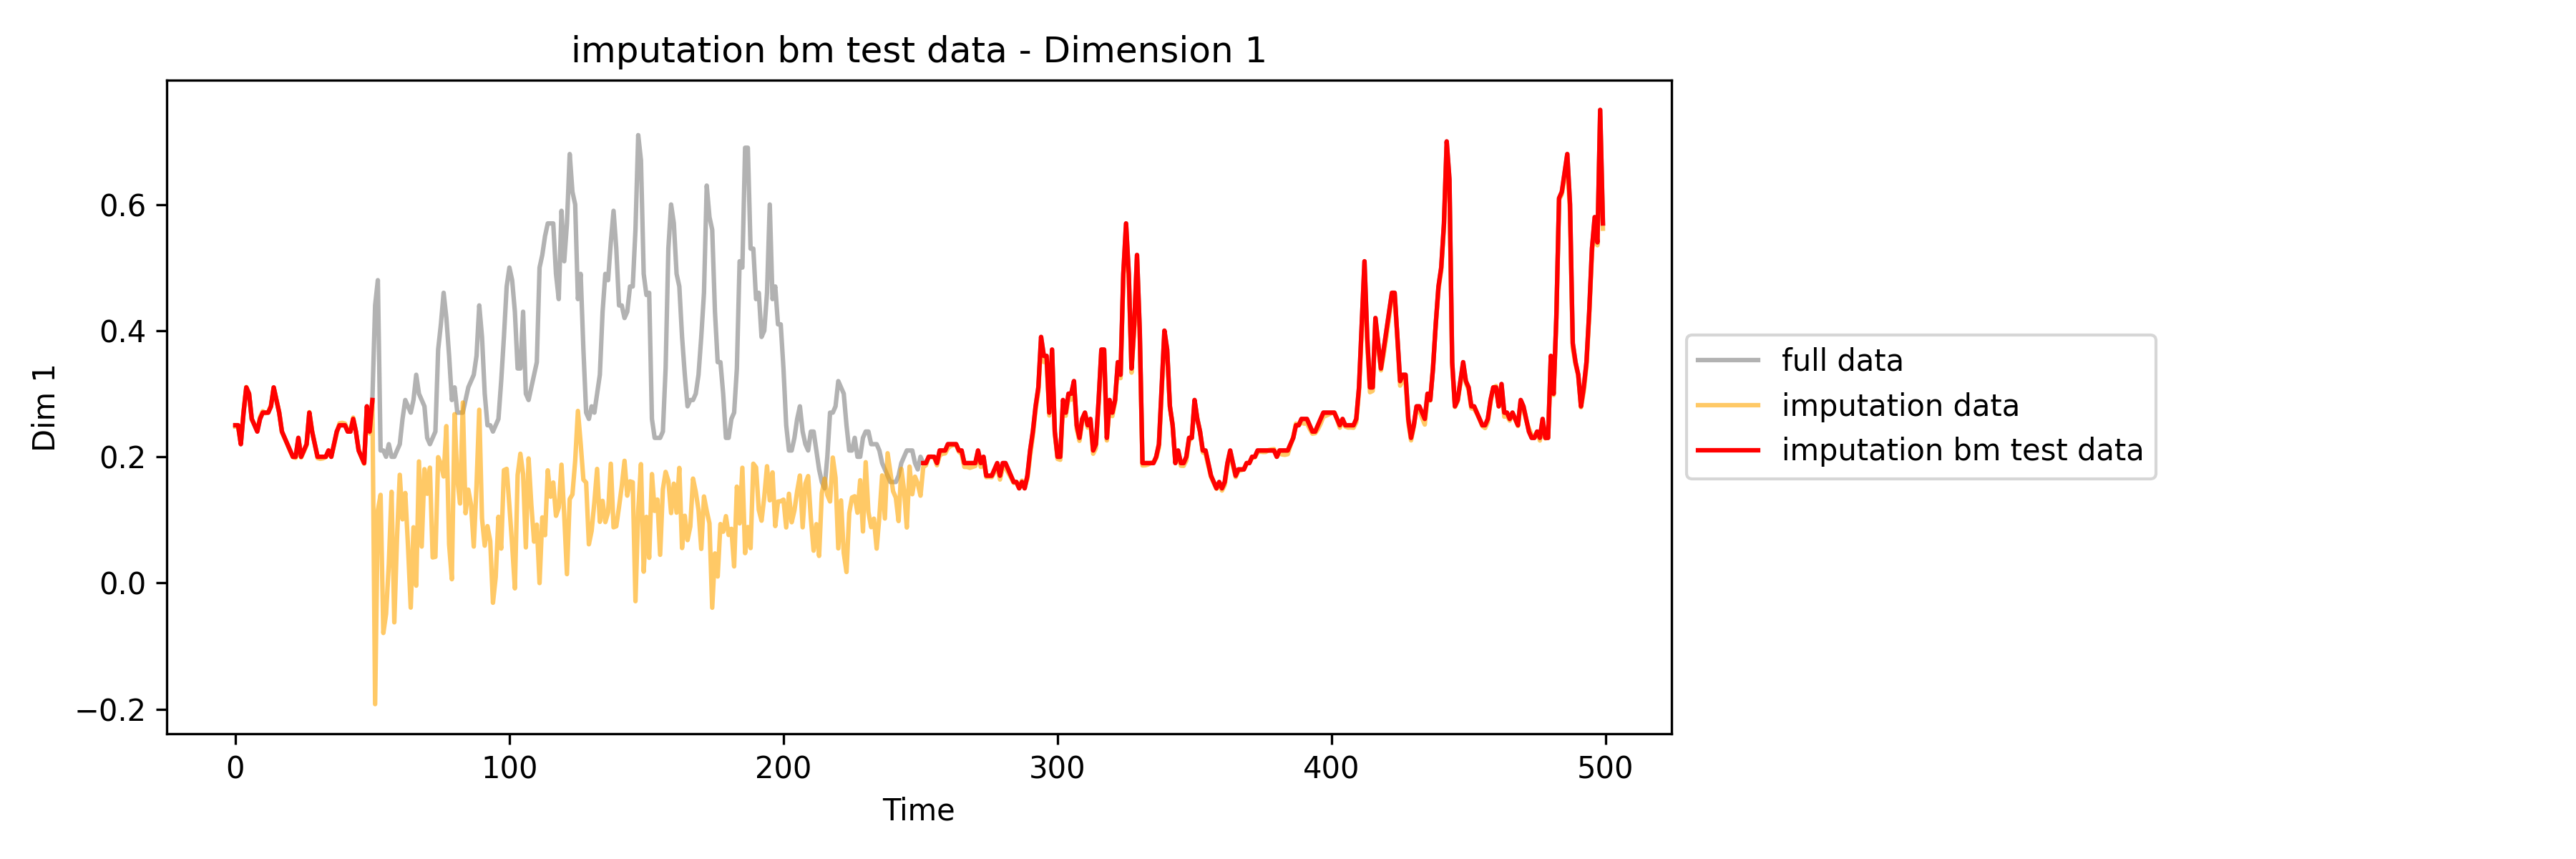 imputation bm test data - Dimension 1
Dim 1
0.6
0.4
0.2
0.0
−0.2
0 100 200 300 400 500
Time
full data
imputation data
imputation bm test data